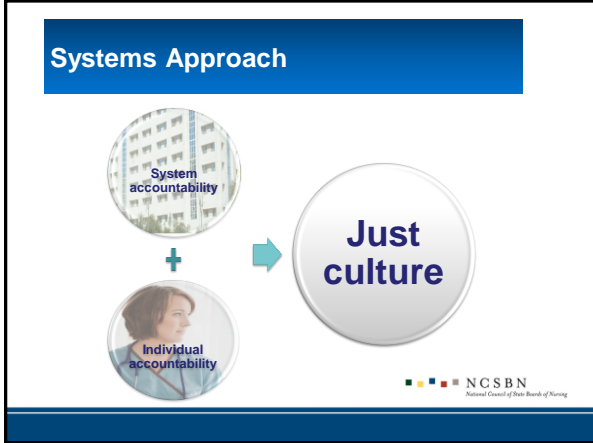 Systems Approach
System
accountability
+
Individual
accountability
Just
culture
NCSBN
National Council of State Boards of Nursing